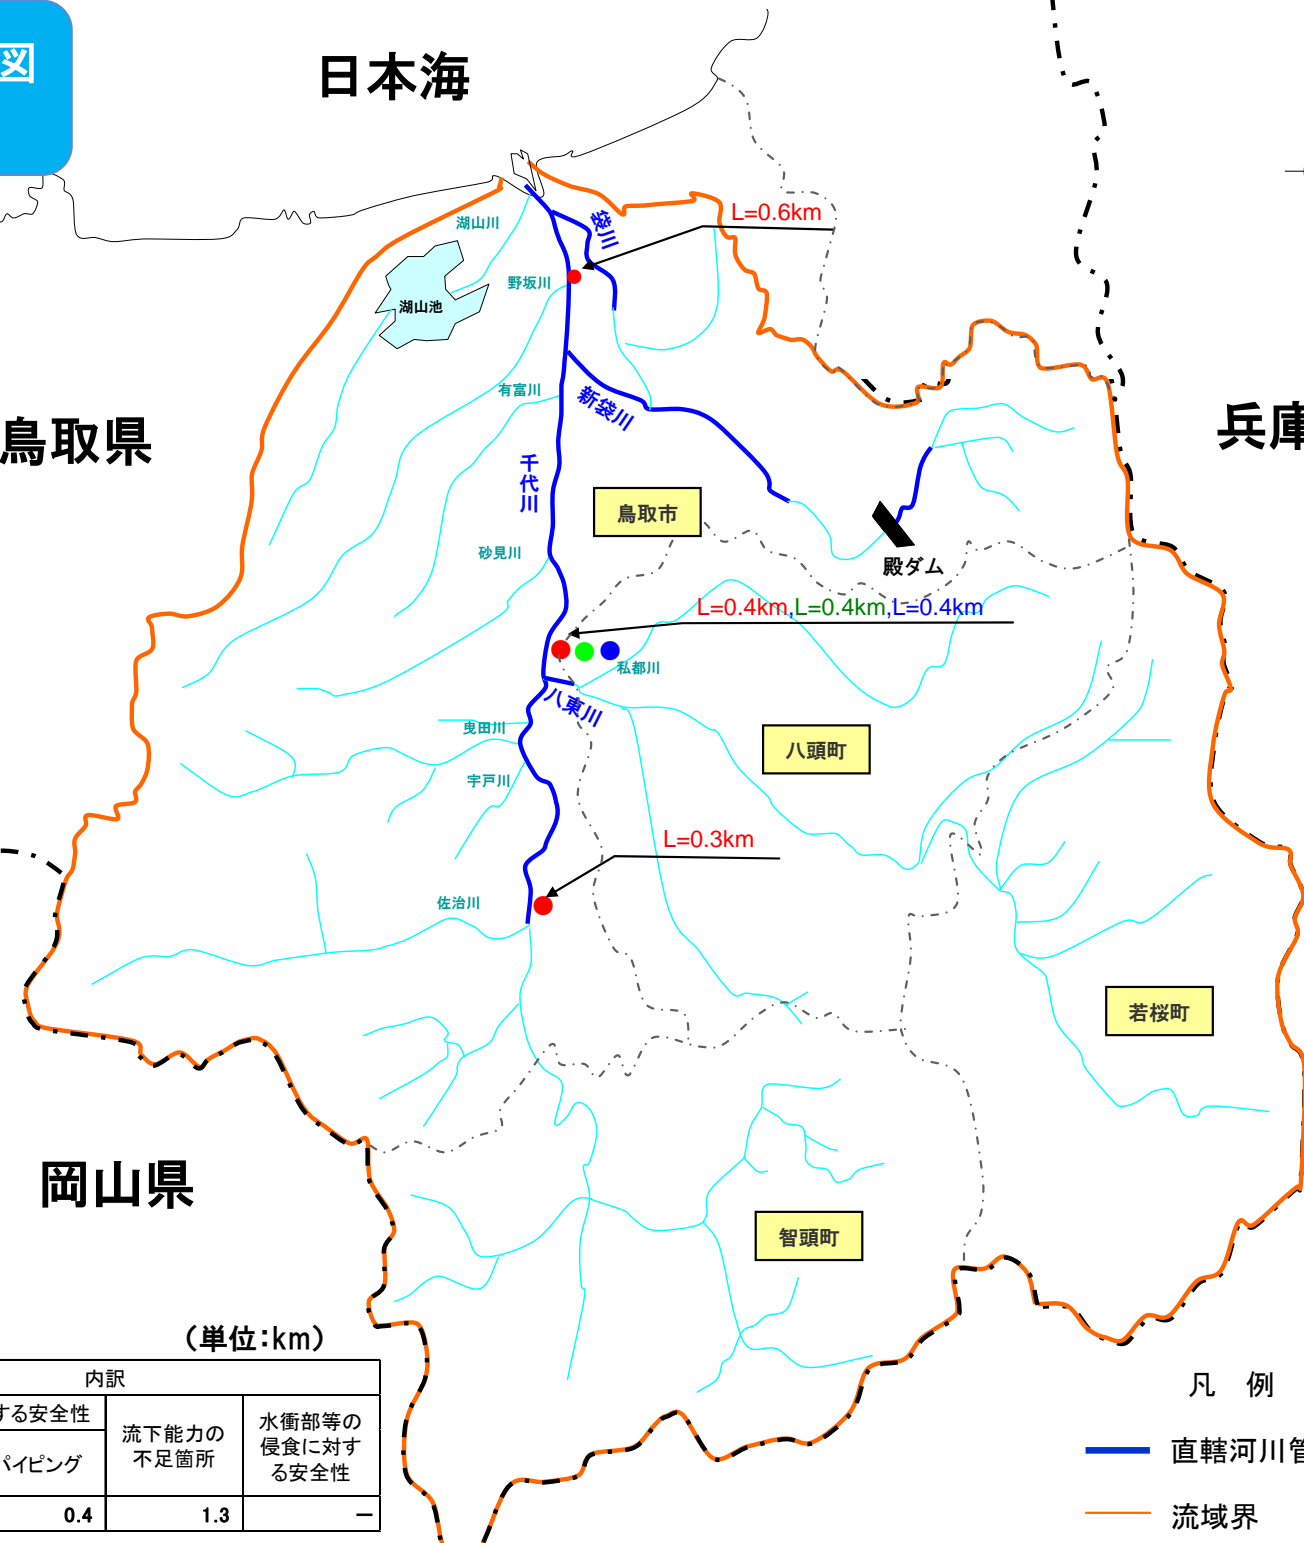 図
日本海
L=0.6km
袋川
湖山川
野坂川
湖山池
有富川
新袋川
鳥取県
兵庫
千代川
鳥取市
砂見川
殿ダム
L=0.4km,L=0.4km,L=0.4km
私都川
八東川
曳田川
八頭町
宇戸川
L=0.3km
佐治川
若桜町
岡山県
智頭町
（単位：km）
内訳
する安全性
パイピング
流下能力の
不足箇所
水衝部等の
侵食に対す
る安全性
0.4
1.3
－
凡 例
直轄河川管
流域界